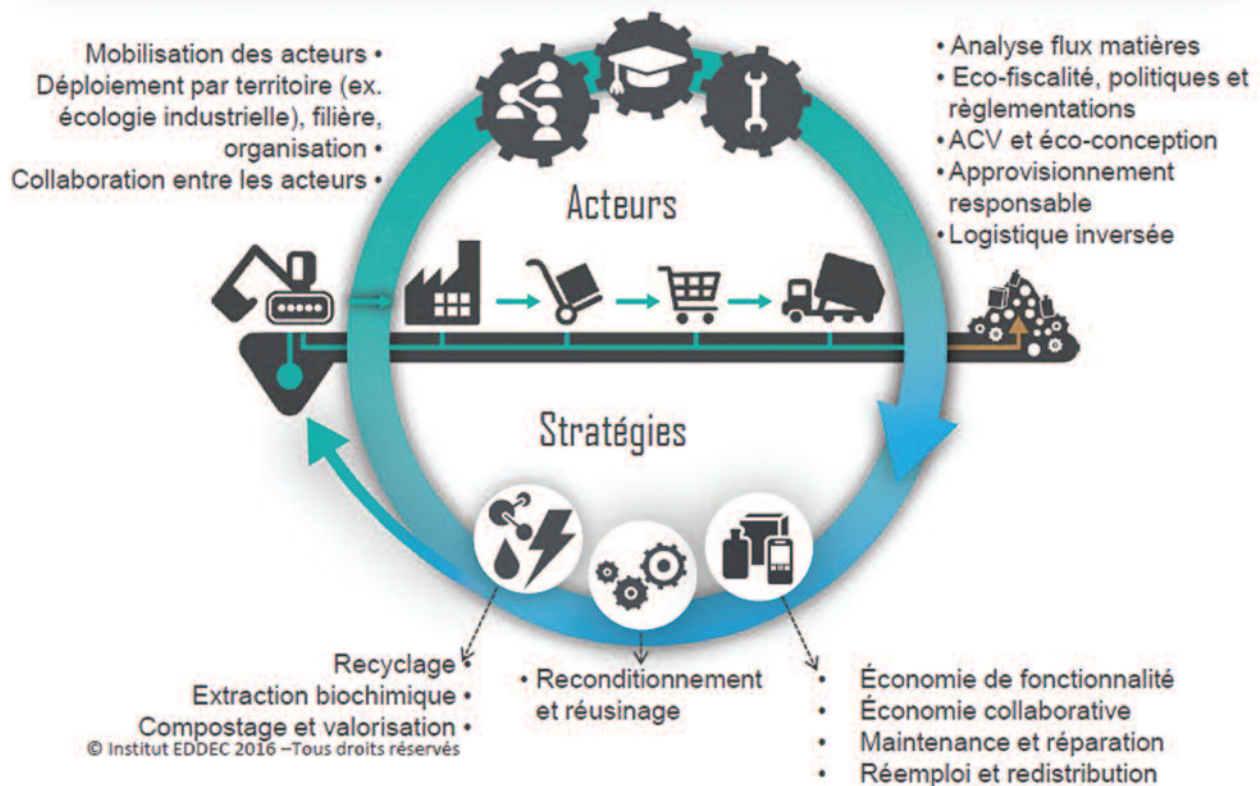 Mobilisation des acteurs •
Déploiement par territoire (ex.
écologie industrielle), filière,
organisation •
Collaboration entre les acteurs •
• Analyse flux matières
• Eco-fiscalité, politiques et
règlementations
• ACV et éco-conception
• Approvisionnement
responsable
• Logistique inversée
Acteurs
Stratégies
Recyclage •
Extraction biochimique •
Compostage et valorisation •
© Institut EDDEC 2016 –Tous droits réservés
• Reconditionnement
et réusinage
• Économie de fonctionnalité
• Économie collaborative
• Maintenance et réparation
• Réemploi et redistribution